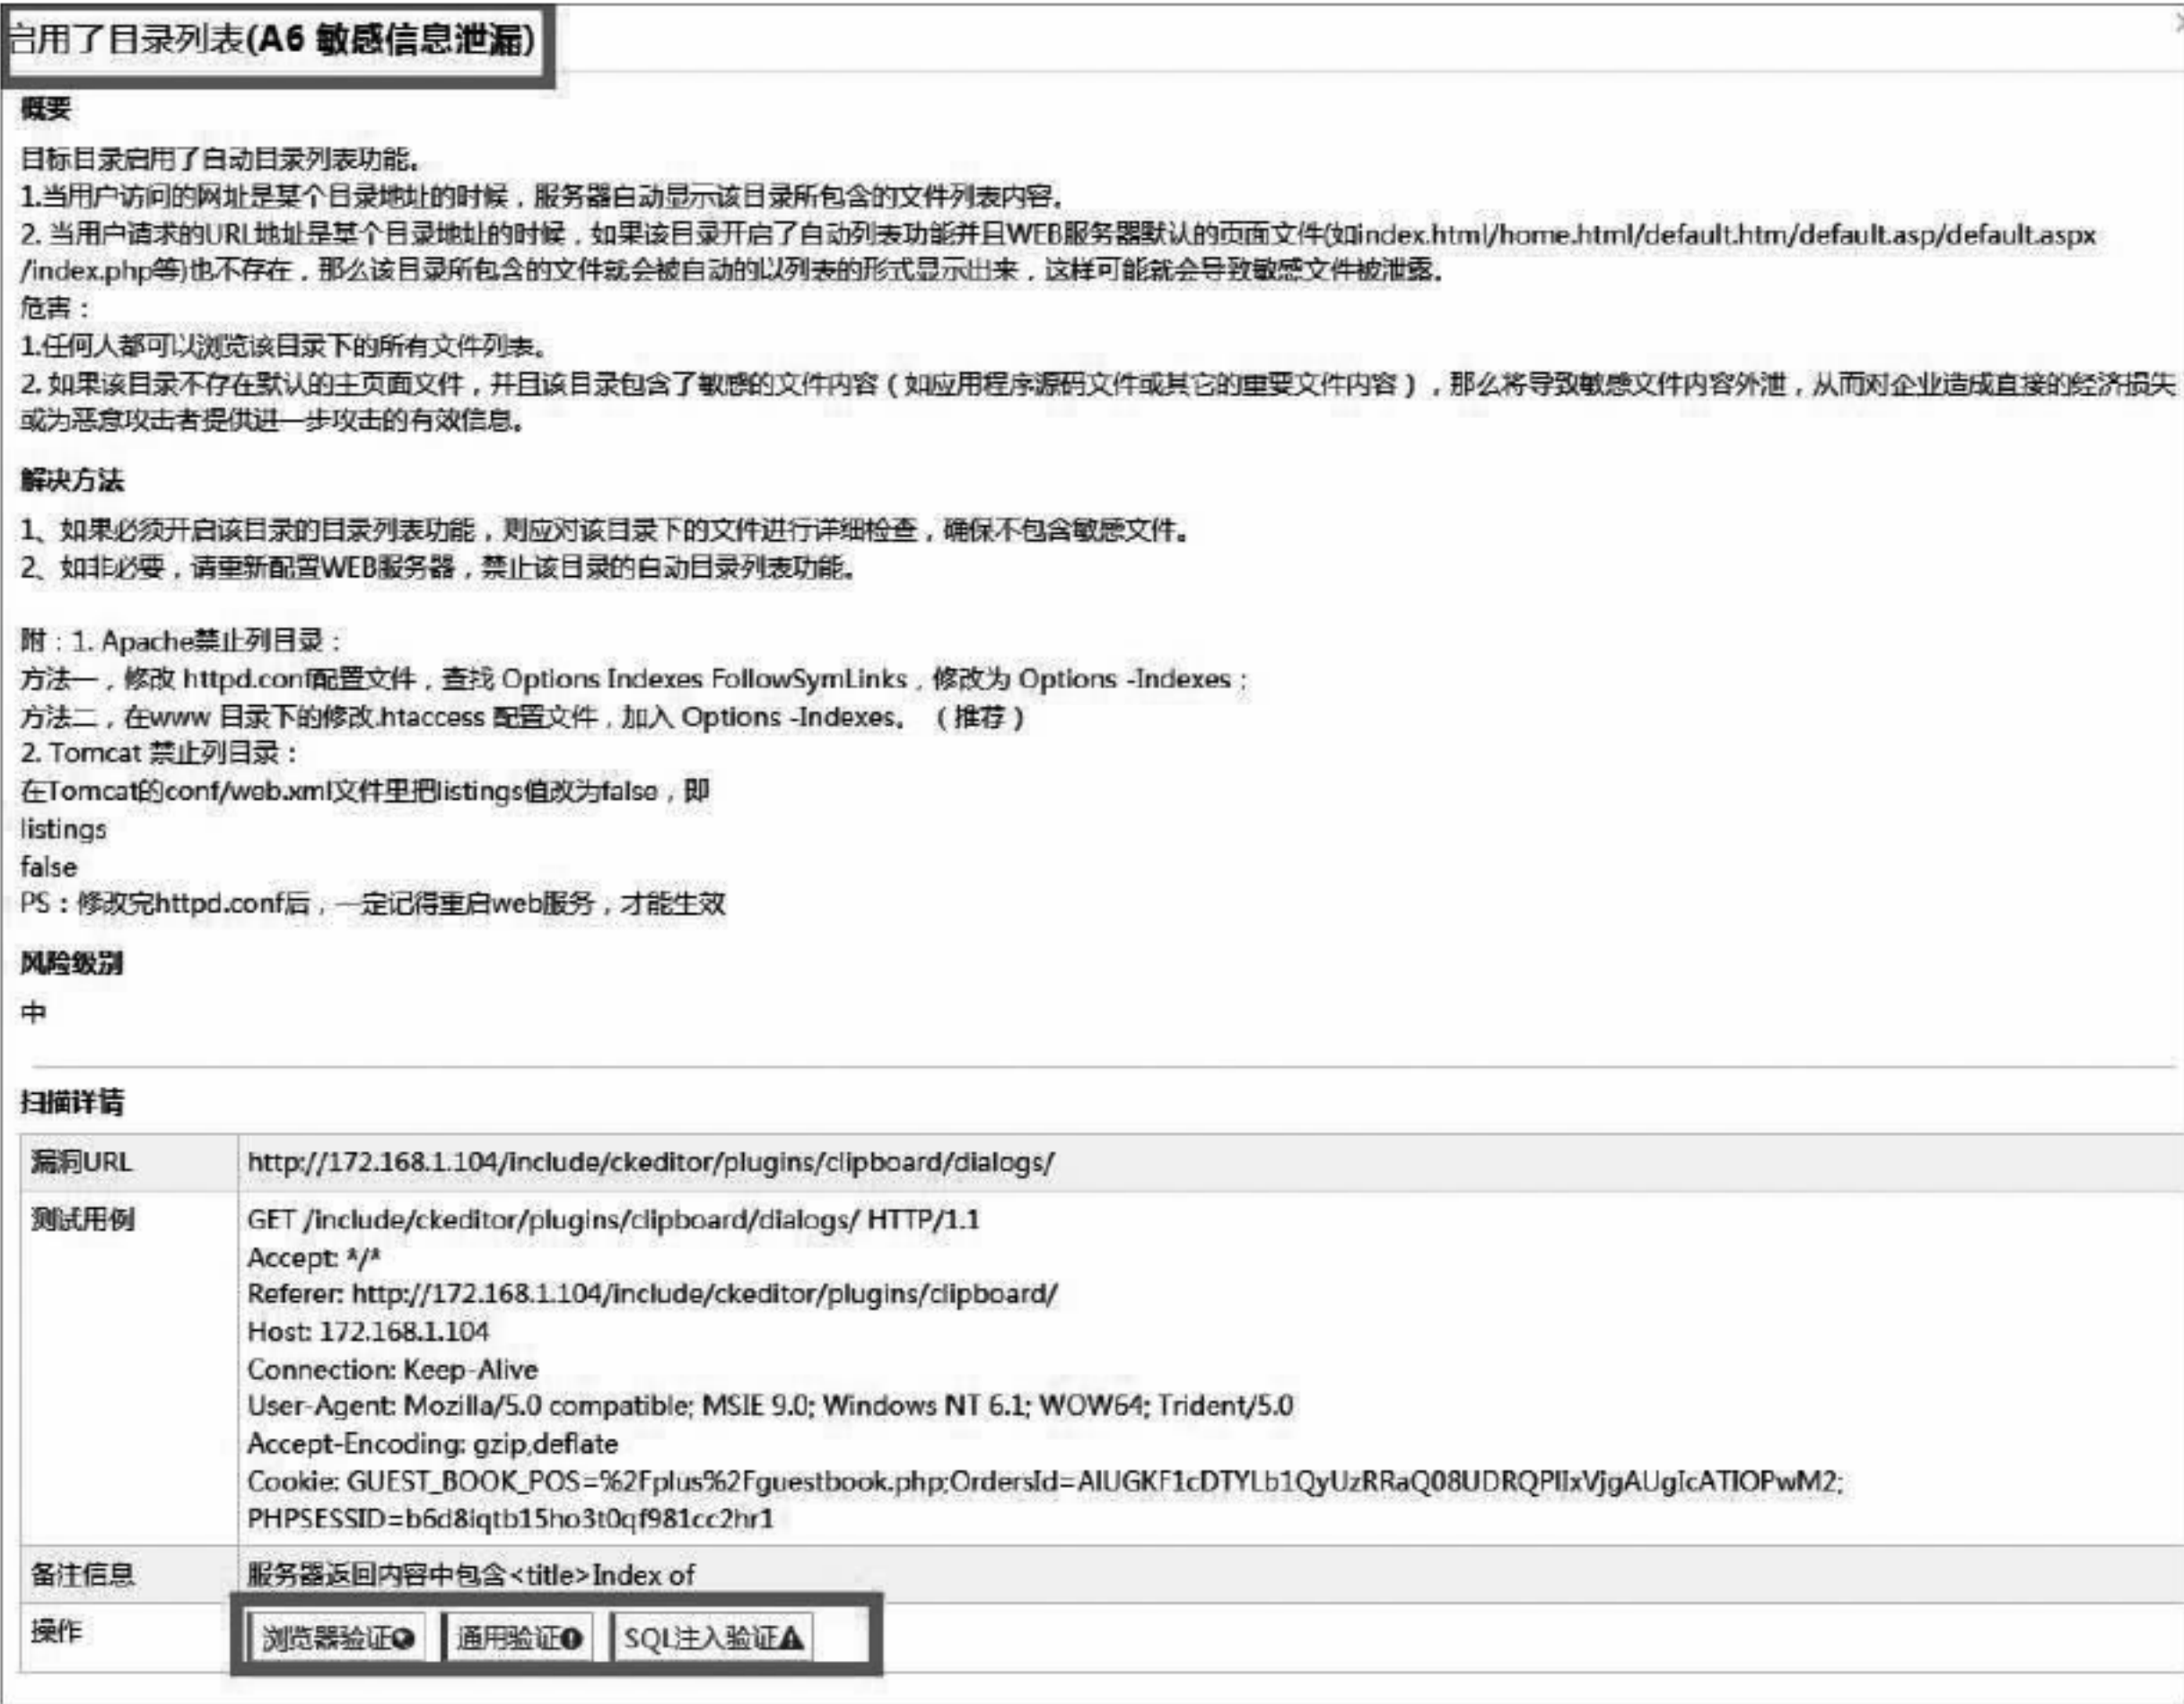 启用了目录列表(A6 敏感信息泄漏)
概要
目标目录启用了自动目录列表功能。
1.当用户访问的网址是某个目录地址的时候，服务器自动显示该目录所包含的文件列表内容。
2. 当用户请求的URL地址是某个目录地址的时候，如果该目录开启了自动列表功能并且WEB服务器默认的页面文件(如index.html/home.html/default.htm/default.asp/default.aspx
/index.php等)也不存在，那么该目录所包含的文件就会被自动的以列表的形式显示出来，这样可能就会导致敏感文件被泄露。
危害：
1.任何人都可以浏览该目录下的所有文件列表。
2. 如果该目录不存在默认的主页面文件，并且该目录包含了敏感的文件内容（如应用程序源码文件或其它的重要文件内容），那么将导致敏感文件内容外泄，从而对企业造成直接的经济损失
或为恶意攻击者提供进一步攻击的有效信息。
解决方法
1、如果必须开启该目录的目录列表功能，则应对该目录下的文件进行详细检查，确保不包含敏感文件。
2、如非必要，请重新配置WEB服务器，禁止该目录的自动目录列表功能。
附：1. Apache禁止列目录：
方法一，修改 httpd.conf配置文件，查找 Options Indexes FollowSymLinks，修改为 Options -Indexes；
方法二，在www 目录下的修改.htaccess 配置文件，加入 Options -Indexes。 （推荐）
2. Tomcat 禁止列目录：
在Tomcat的conf/web.xml文件里把listings值改为false，即
listings
false
PS：修改完httpd.conf后，一定记得重启web服务，才能生效
风险级别
中
扫描详情
漏洞URL http://172.168.1.104/include/ckeditor/plugins/clipboard/dialogs/
测试用例 GET /include/ckeditor/plugins/clipboard/dialogs/ HTTP/1.1
Accept: */*
Referer: http://172.168.1.104/include/ckeditor/plugins/clipboard/
Host: 172.168.1.104
Connection: Keep-Alive
User-Agent: Mozilla/5.0 compatible; MSIE 9.0; Windows NT 6.1; WOW64; Trident/5.0
Accept-Encoding: gzip,deflate
Cookie: GUEST_BOOK_POS=%2Fplus%2Fguestbook.php;OrdersId=AlUGKF1cDTYLb1QyUzRRaQ08UDRQPlIxVjgAUgIcATIOPwM2;
PHPSESSID=b6d8iqtb15ho3t0qf981cc2hr1
备注信息 服务器返回内容中包含<title>Index of
操作 浏览器验证 通用验证 SQL注入验证